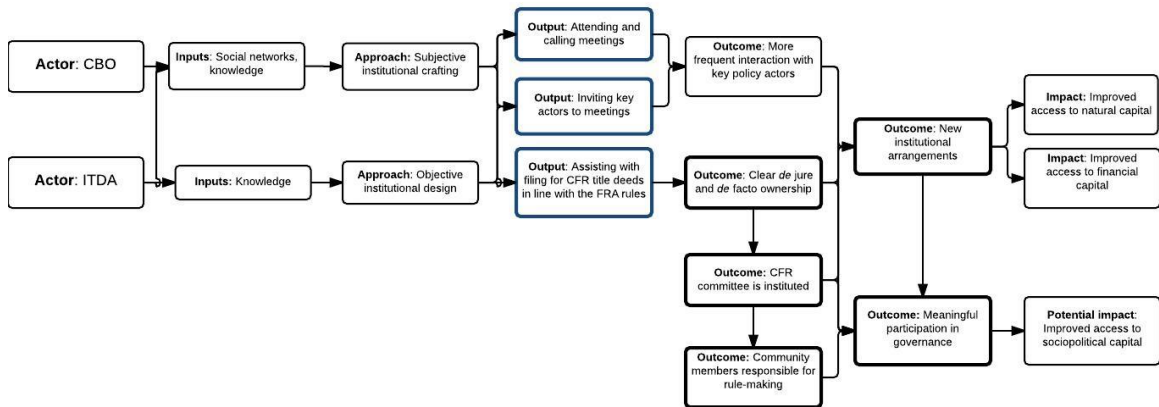 Actor: CBO
Inputs: Social networks,
knowledge
Approach: Subjective
institutional crafting
Output: Attending and
calling meetings
Output: Inviting key
actors to meetings
Outcome: More
frequent interaction with
key policy actors
Actor: ITDA
Inputs: Knowledge
Approach: Objective
institutional design
Output: Assisting with
filing for CFR title deeds
in line with the FRA rules
Outcome: Clear de jure
and de facto ownership
Outcome: CFR
committee is instituted
Outcome: Community
members responsible for
rule-making
Outcome: New
institutional
arrangements
Outcome: Meaningful
participation in
governance
Impact: Improved
access to natural capital
Impact: Improved
access to financial
capital
Potential impact:
Improved access to
sociopolitical capital